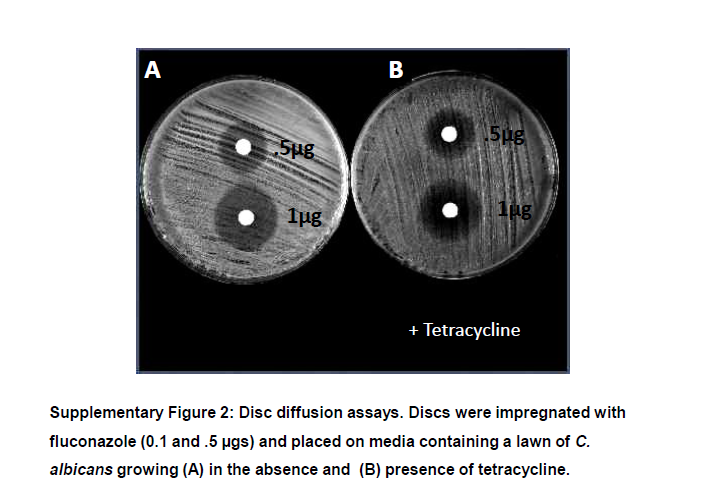 A
B
.5µg
.5µg
1µg
1µg
+ Tetracycline
Supplementary Figure 2: Disc diffusion assays. Discs were impregnated with
fluconazole (0.1 and .5 µgs) and placed on media containing a lawn of C.
albicans growing (A) in the absence and (B) presence of tetracycline.